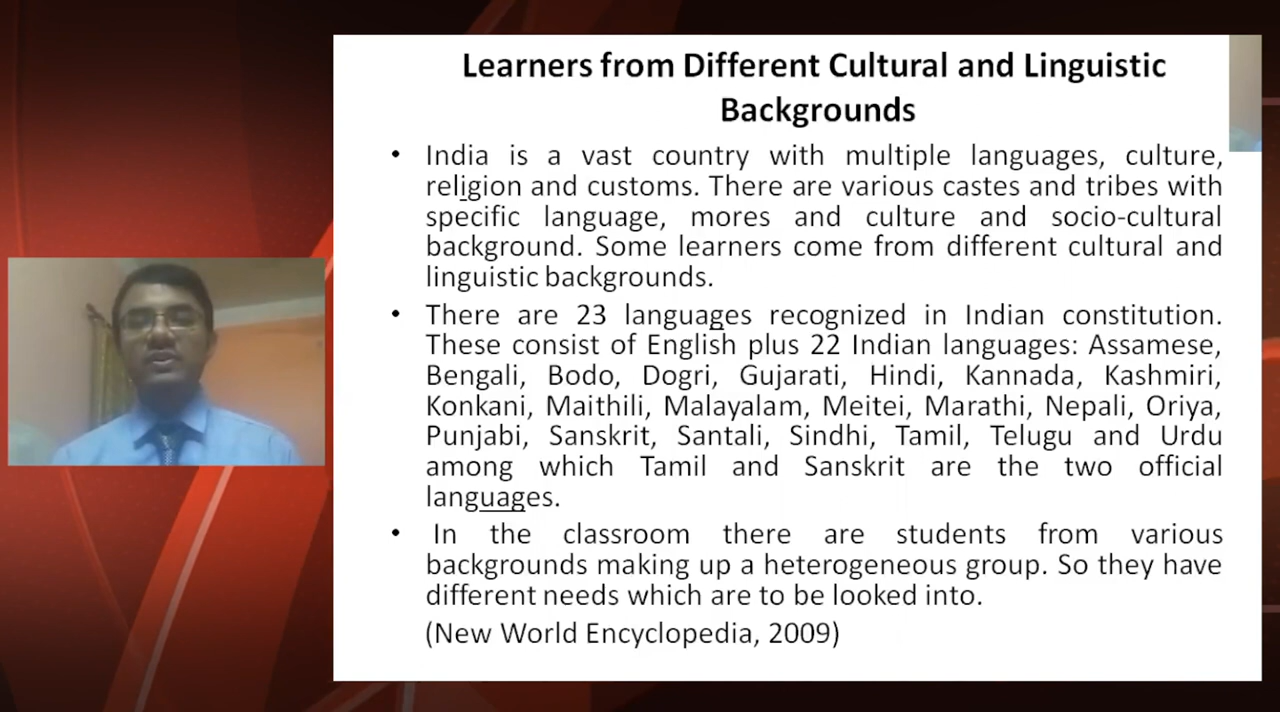 Learners from Different Cultural and Linguistic
Backgrounds
• India is a vast country with multiple languages, culture,
religion and customs. There are various castes and tribes with
specific language, mores and culture and socio-cultural
background. Some learners come from different cultural and
linguistic backgrounds.
• There are 23 languages recognized in Indian constitution.
These consist of English plus 22 Indian languages: Assamese,
Bengali, Bodo, Dogri, Gujarati, Hindi, Kannada, Kashmiri,
Konkani, Maithili, Malayalam, Meitei, Marathi, Nepali, Oriya,
Punjabi, Sanskrit, Santali, Sindhi, Tamil, Telugu and Urdu
among which Tamil and Sanskrit are the two official
languages.
• In the classroom there are students from various
backgrounds making up a heterogeneous group. So they have
different needs which are to be looked into.
(New World Encyclopedia, 2009)